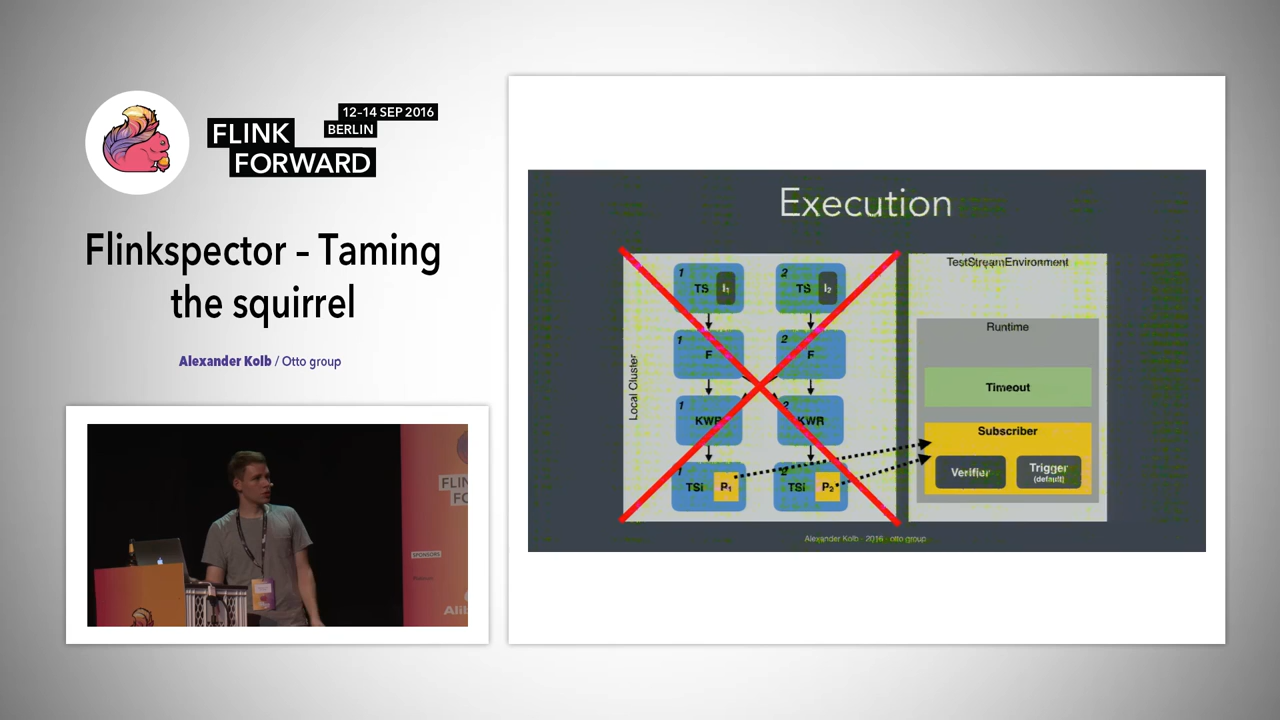 12–14 SEP 2016
BERLIN
FLINK
FORWARD
Flinkspector – Taming
the squirrel
Alexander Kolb / Otto group
SPONSORS
Execution
Local Cluster
1
TS
I₁
2
TS
I₂
1
F
2
F
1
KWR
2
KWR
1
TSi
P₁
2
TSi
P₂
TestStreamEnvironment
Runtime
Timeout
Subscriber
Verifier
Trigger
(default)
Alexander Kolb · 2016 · otto group